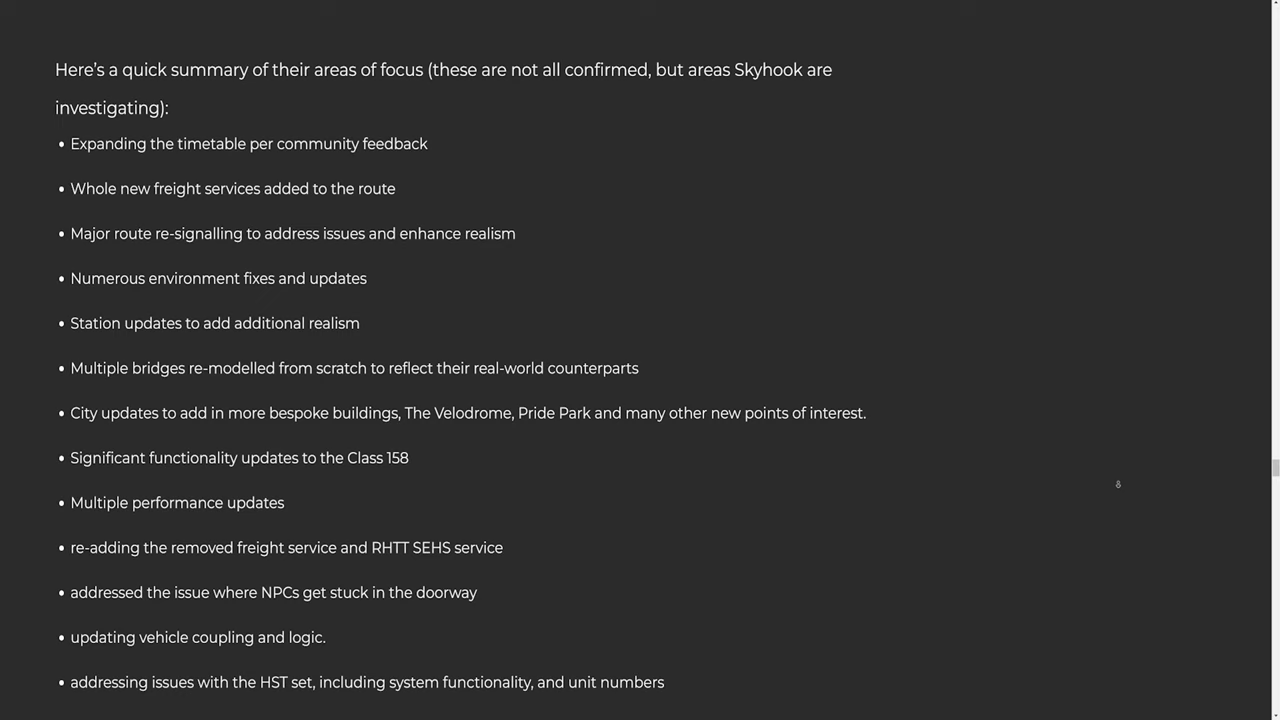 Here's a quick summary of their areas of focus (these are not all confirmed, but areas Skyhook are
investigating):
• Expanding the timetable per community feedback
• Whole new freight services added to the route
• Major route re-signalling to address issues and enhance realism
• Numerous environment fixes and updates
• Station updates to add additional realism
• Multiple bridges re-modelled from scratch to reflect their real-world counterparts
• City updates to add in more bespoke buildings, The Velodrome, Pride Park and many other new points of interest.
• Significant functionality updates to the Class 158
• Multiple performance updates
• re-adding the removed freight service and RHTT SEHS service
• addressed the issue where NPCs get stuck in the doorway
• updating vehicle coupling and logic.
• addressing issues with the HST set, including system functionality, and unit numbers